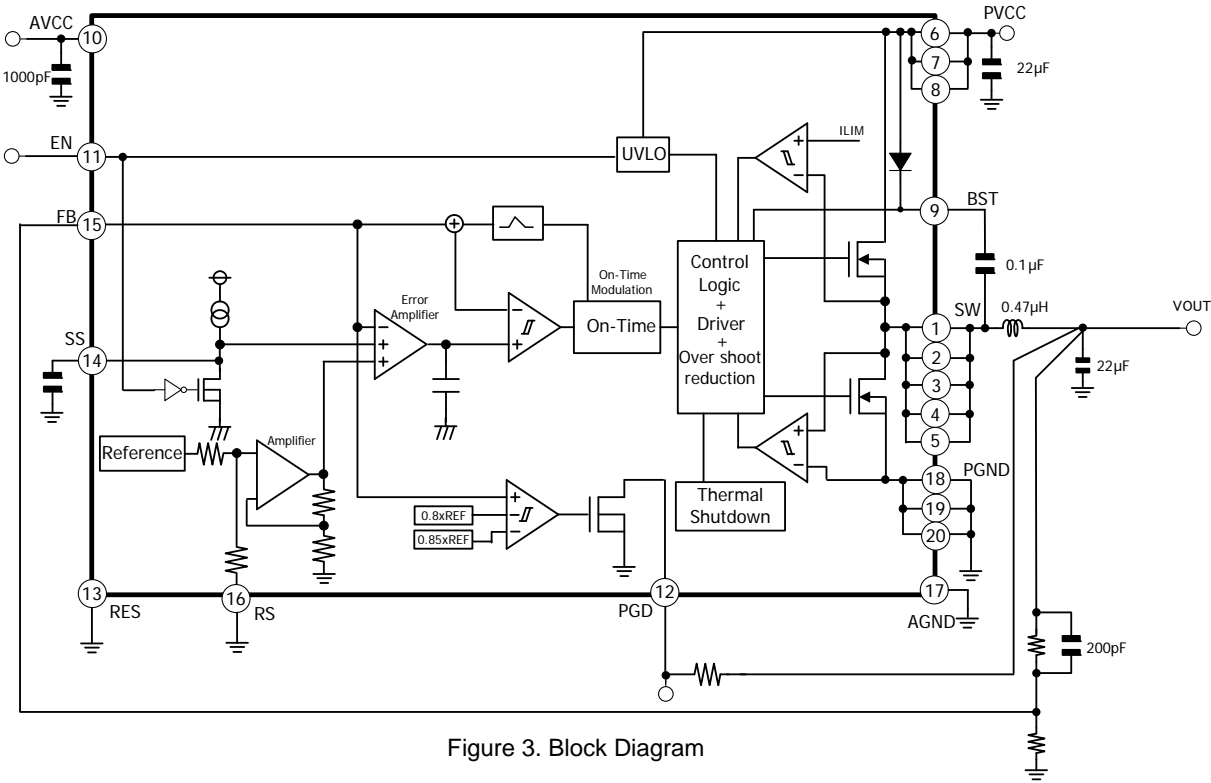 AVCC
10
1000pF
PVCC
6
7
8
22µF
EN
11
UVLO
ILIM
FB
15
BST
9
0.1µF
On-Time
Modulation
On-Time
Control
Logic
+
Driver
+
Over shoot
reduction
Error
Amplifier
SS
14
SW
0.47µH
VOUT
1
2
3
4
5
22µF
Reference
Amplifier
PGND
18
19
20
Thermal
Shutdown
0.8xREF
0.85xREF
13
RES
16
RS
PGD
12
17
AGND
200pF
+
−
+
−
+
−
+
+
−
+
+
−
−
+
−
Figure 3. Block Diagram